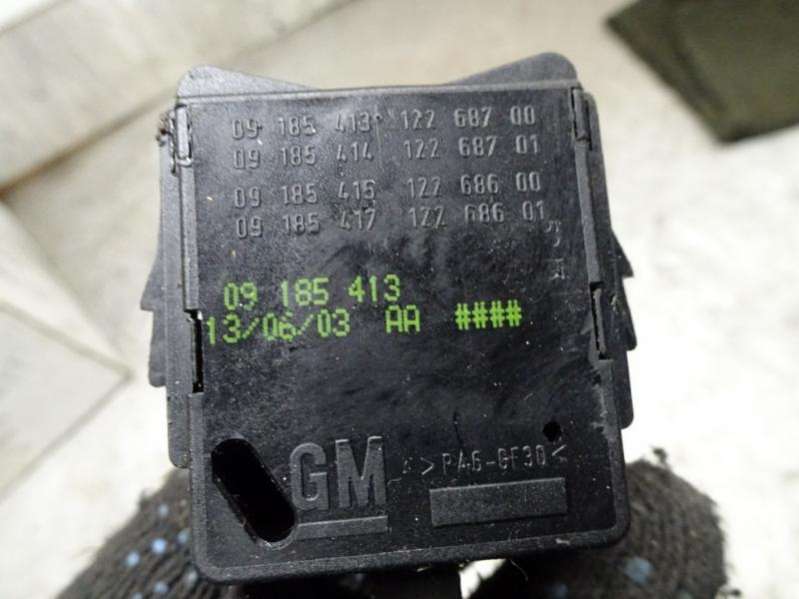 09 185 413 122 687 00
09 185 414 122 687 01
09 185 415 122 686 00
09 185 417 122 686 01
09 185 413
13/06/03 AA ####
GM
>PA6-GF30<